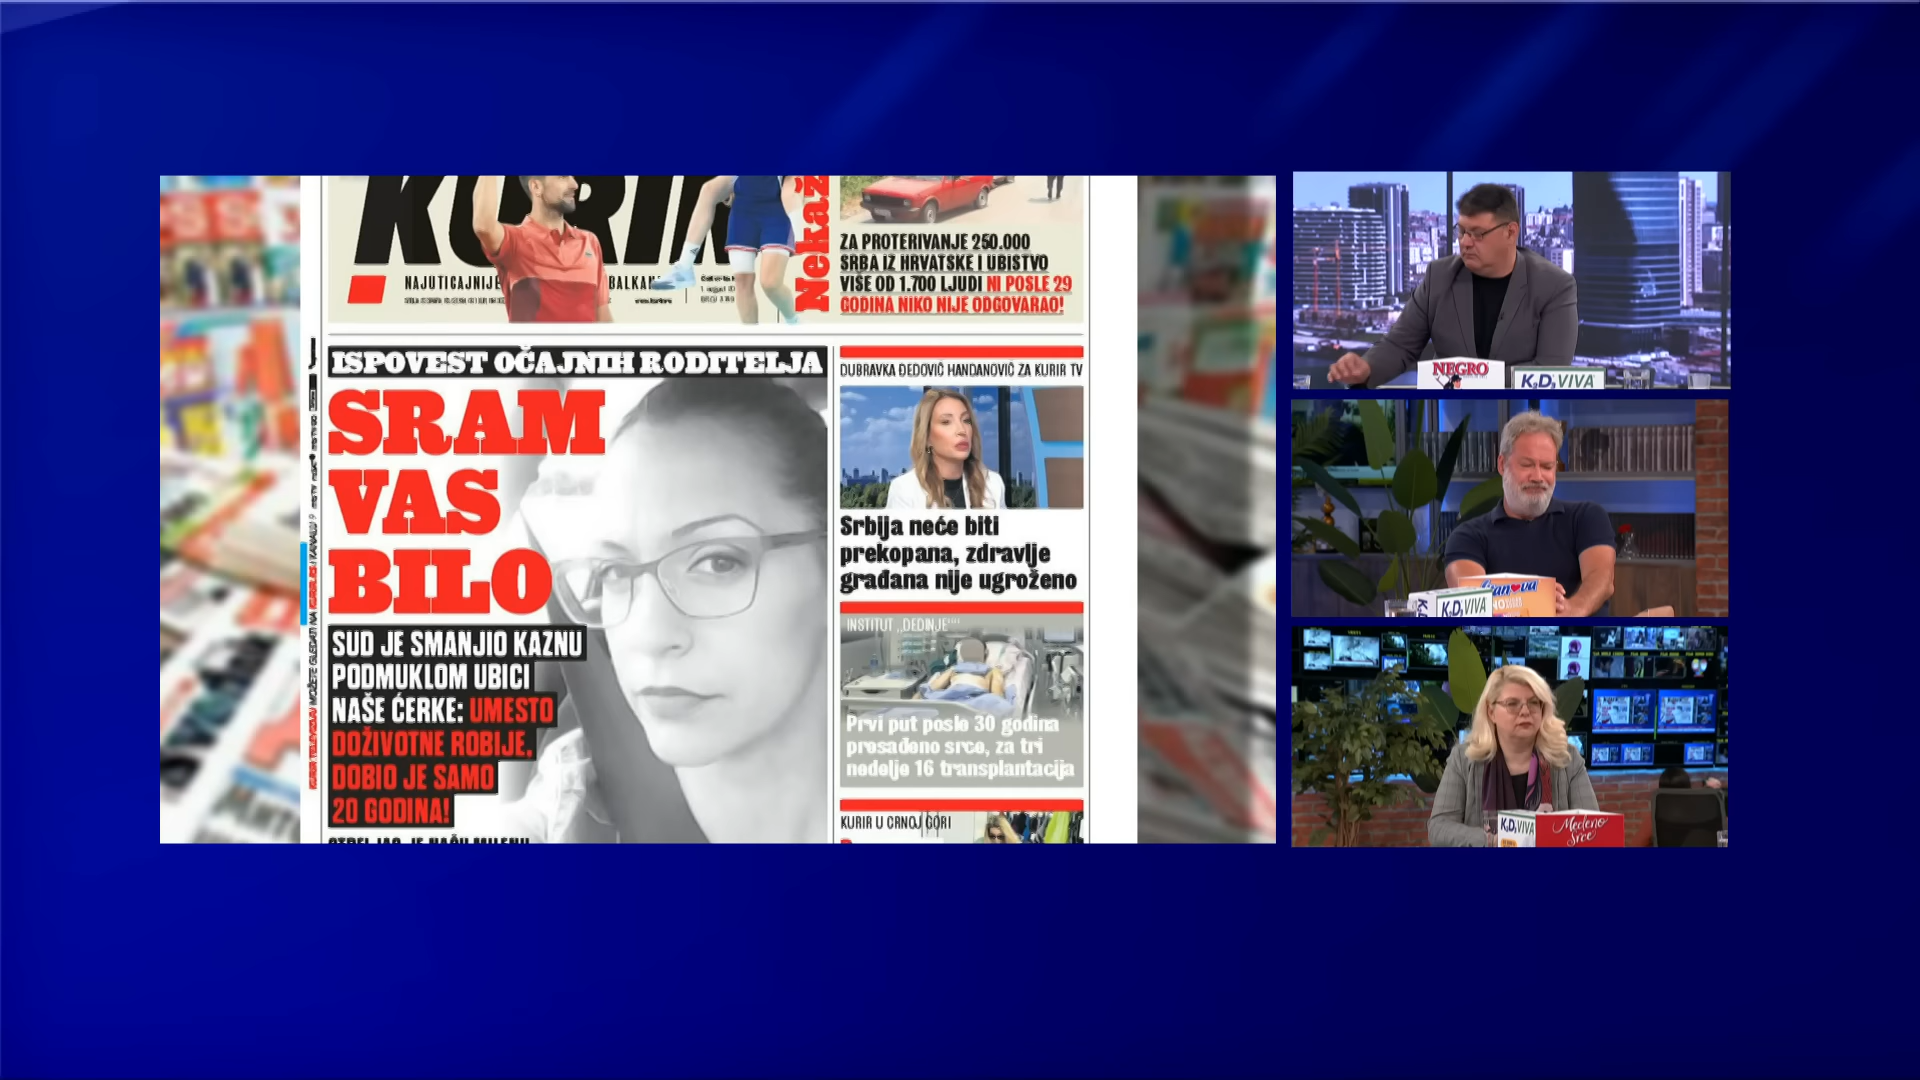 KURIR
NAJUTICAJNIJE
BALKANU
Nekaž
ZA PROTERIVANJE 250.000
SRBA IZ HRVATSKE I UBISTVO
VIŠE OD 1.700 LJUDI NI POSLE 29
GODINA NIKO NIJE ODGOVARAO!
ISPOVEST OČAJNIH RODITELJA
SRAM
VAS
BILO
SUD JE SMANJIO KAZNU
PODMUKLOM UBICI
NAŠE ĆERKE: UMESTO
DOŽIVOTNE ROBIJE,
DOBIO JE SAMO
20 GODINA!
DUBRAVKA ĐEDOVIĆ HANDANOVIĆ ZA KURIR TV
Srbija neće biti
prekopana, zdravlje
građana nije ugroženo
INSTITUT „DEDINJE“
Prvi put posle 30 godina
presađeno srce, za tri
nedelje 16 transplantacija
KURIR U CRNOJ GORI
NEGRO
K2D3 VIVA
K2D3 VIVA
K2D3 VIVA
Medeno
Srce